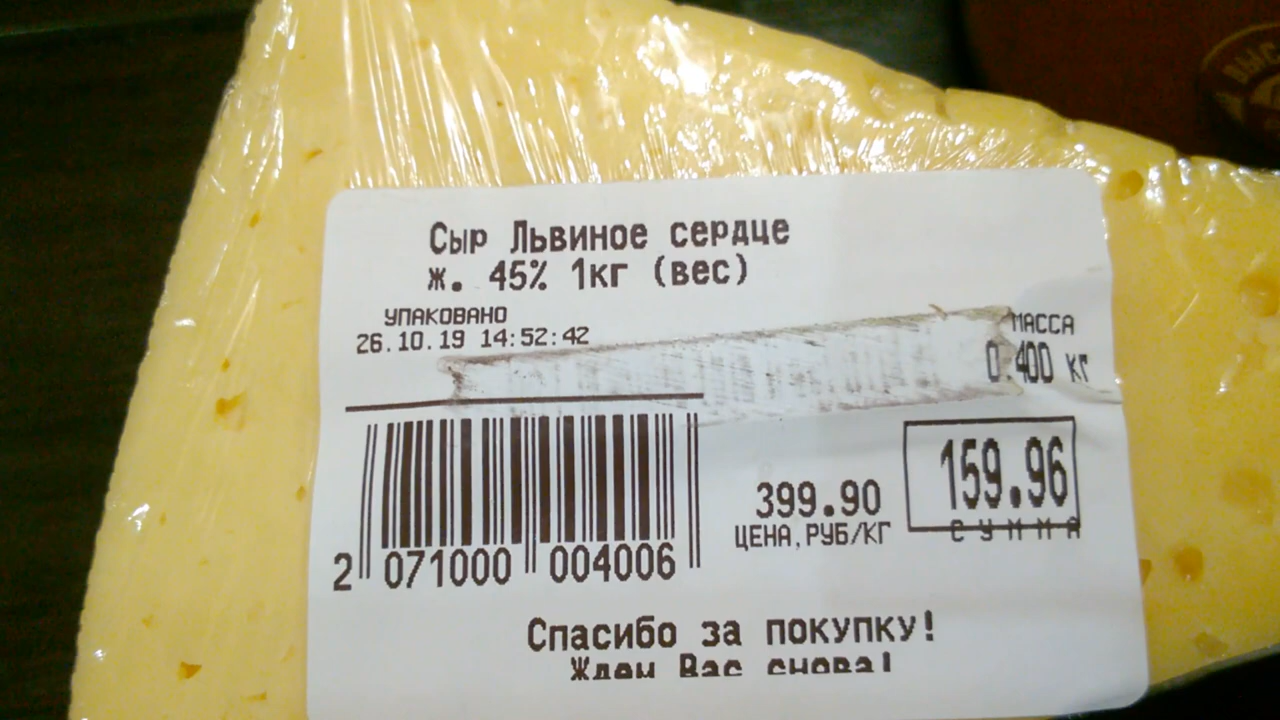 Сыр Львиное сердце
ж. 45% 1кг (вес)
УПАКОВАНО
26.10.19 14:52:42
МАССА
0.400 кг
159.96
СУММА
399.90
ЦЕНА,РУБ/КГ
2 071000 004006
Спасибо за покупку!
Ждем Вас снова!